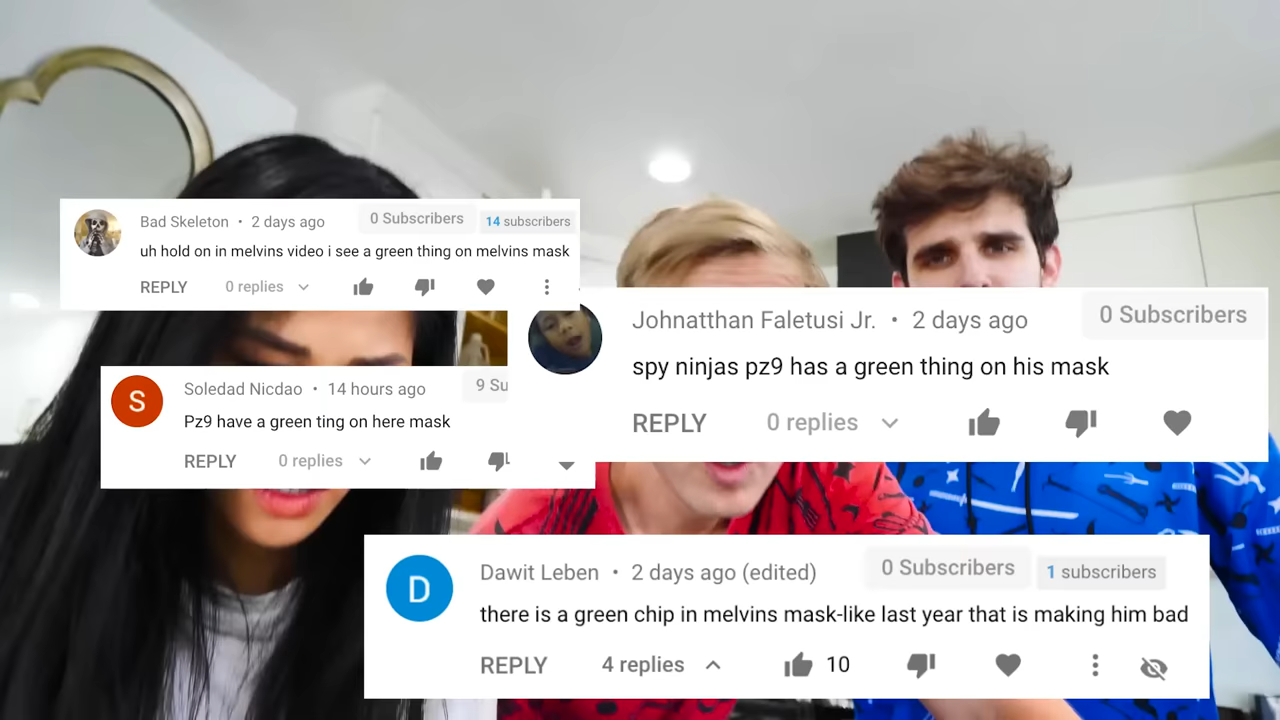 Bad Skeleton • 2 days ago 0 Subscribers 14 subscribers
uh hold on in melvins video i see a green thing on melvins mask
REPLY 0 replies
Johnatthan Faletusi Jr. • 2 days ago 0 Subscribers
spy ninjas pz9 has a green thing on his mask
REPLY 0 replies
S
Soledad Nicdao • 14 hours ago 9 Su
Pz9 have a green ting on here mask
REPLY 0 replies
D
Dawit Leben • 2 days ago (edited) 0 Subscribers 1 subscribers
there is a green chip in melvins mask-like last year that is making him bad
REPLY 4 replies 10